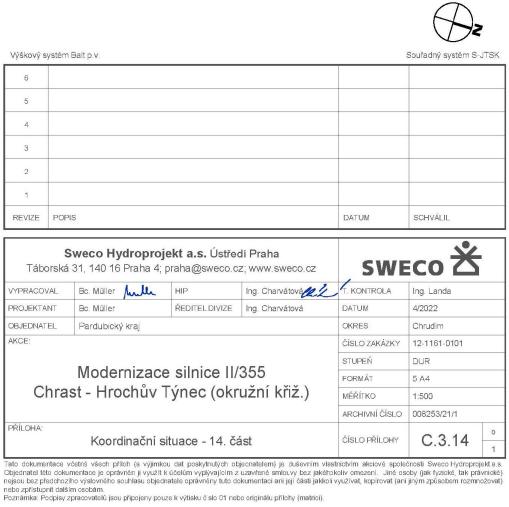 N
Výškový systém Balt p.v.
Souřadný systém S-JTSK
6
5
4
3
2
1
REVIZE POPIS DATUM SCHVÁLIL
Sweco Hydroprojekt a.s. Ústředí Praha
Táborská 31, 140 16 Praha 4; praha@sweco.cz; www.sweco.cz
SWECO
VYPRACOVAL Bc. Müller HIP Ing. Charvátová T. KONTROLA Ing. Landa
PROJEKTANT Bc. Müller ŘEDITEL DIVIZE Ing. Charvátová DATUM 4/2022
OBJEDNATEL Pardubický kraj OKRES Chrudim
AKCE: ČÍSLO ZAKÁZKY 12-1161-0101
Modernizace silnice II/355
Chrast - Hrochův Týnec (okružní křiž.)
STUPEŇ DUR
FORMÁT 5 A4
MĚŘÍTKO 1:500
ARCHIVNÍ ČÍSLO 008253/21/1
PŘÍLOHA:
Koordinační situace - 14. část
ČÍSLO PŘÍLOHY C.3.14 0
1
Tato dokumentace včetně všech příloh (s výjimkou dat poskytnutých objednatelem) je duševním vlastnictvím akciové společnosti Sweco Hydroprojekt a.s.
Objednatel této dokumentace je oprávněn ji využít k účelům vyplývajícím z uzavřené smlouvy bez jakéhokoliv omezení. Jiné osoby (jak fyzické, tak právnické)
nejsou bez předchozího výslovného souhlasu objednatele oprávněny tuto dokumentaci ani její části jakkoli využívat, kopírovat (ani jiným způsobem rozmnožovat)
nebo zpřístupnit dalším osobám.
Poznámka: Podpisy zpracovatelů jsou připojeny pouze k výtisku číslo 01 nebo originálu přílohy (matrici).